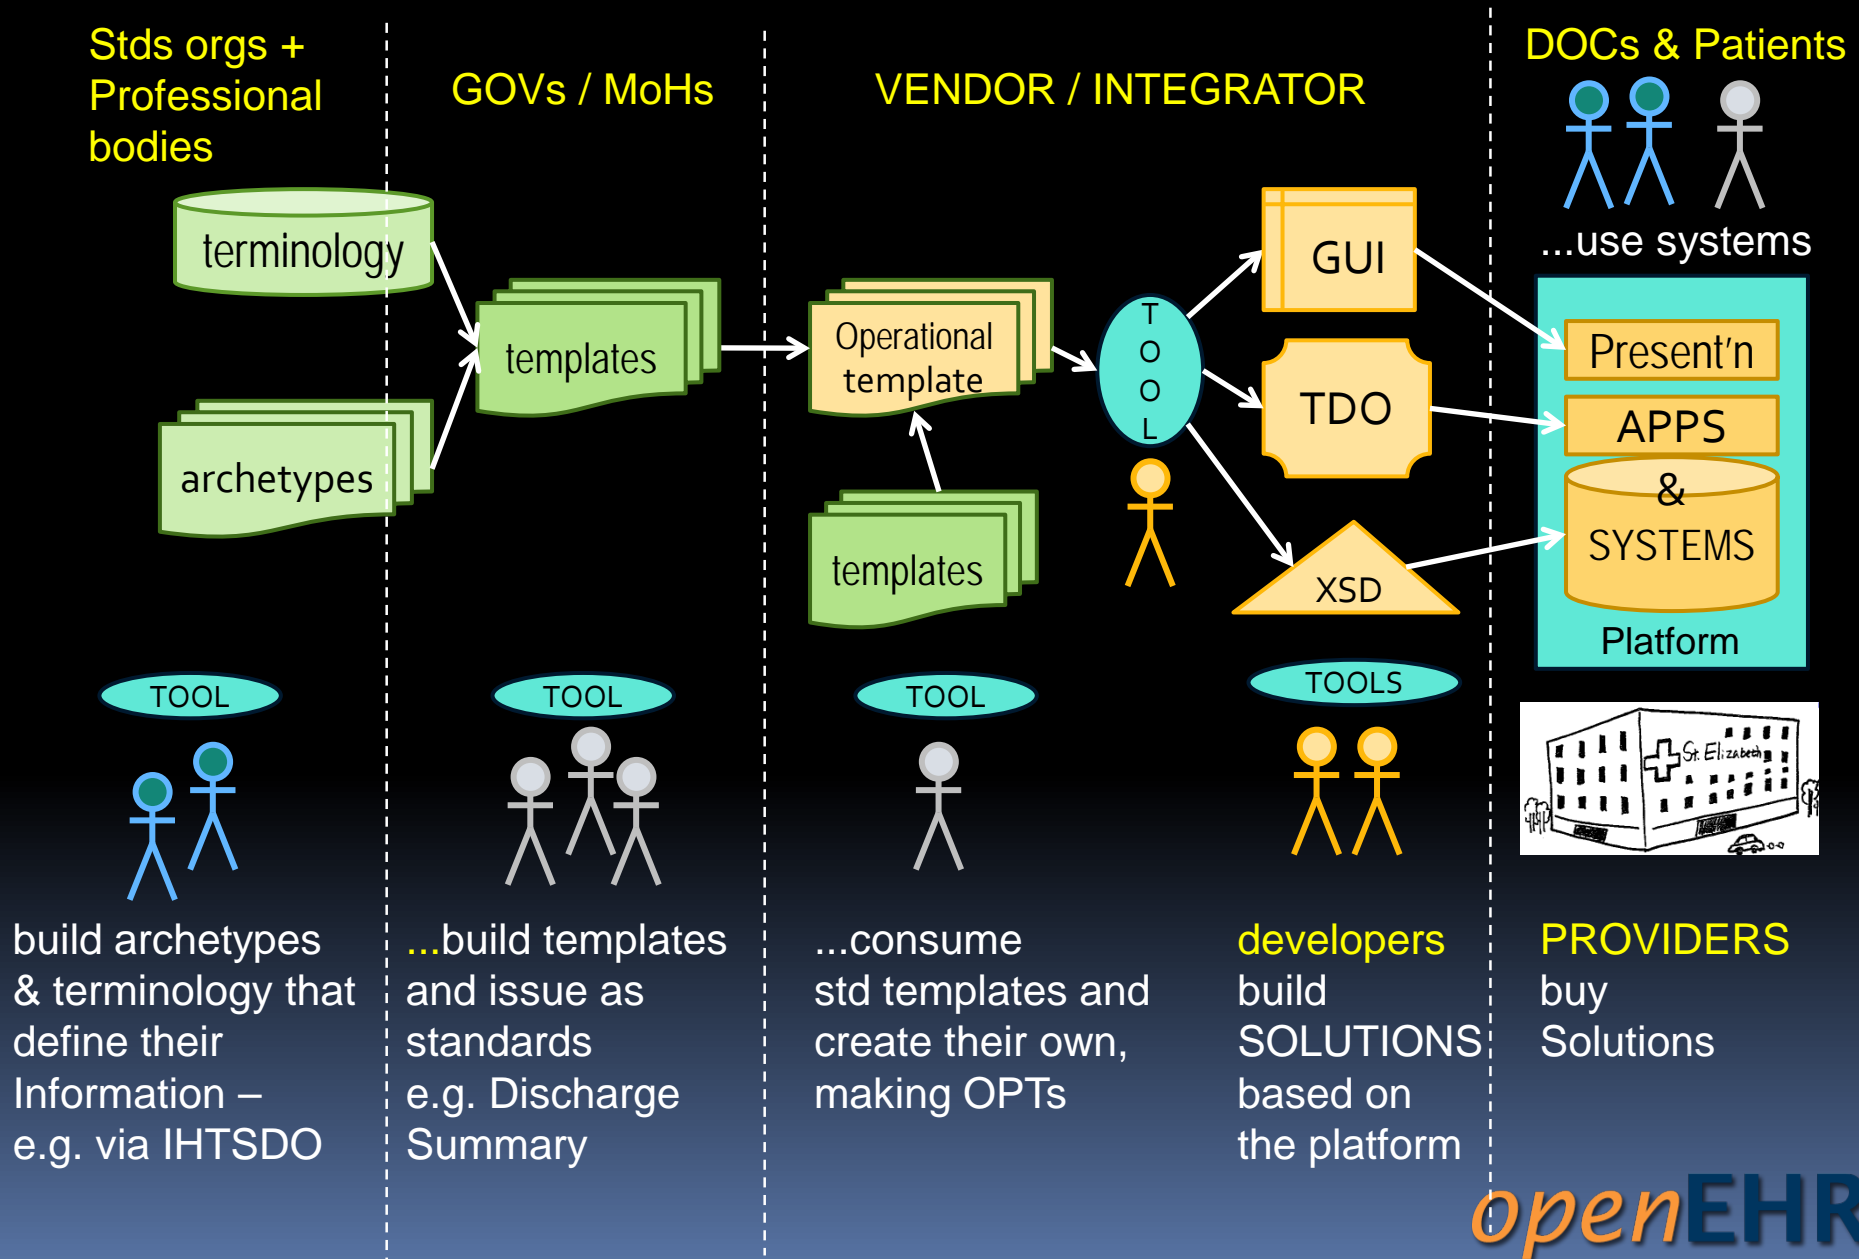 Stds orgs +
Professional
bodies
GOVs / MoHs
VENDOR / INTEGRATOR
DOCs & Patients
...use systems
terminology
archetypes
templates
Operational
template
templates
T
O
O
L
GUI
TDO
XSD
Present'n
APPS
&
SYSTEMS
Platform
TOOL
TOOL
TOOL
TOOLS
St. Elizabeth
build archetypes
& terminology that
define their
Information –
e.g. via IHTSDO
...build templates
and issue as
standards
e.g. Discharge
Summary
...consume
std templates and
create their own,
making OPTs
developers
build
SOLUTIONS
based on
the platform
PROVIDERS
buy
Solutions
openEHR